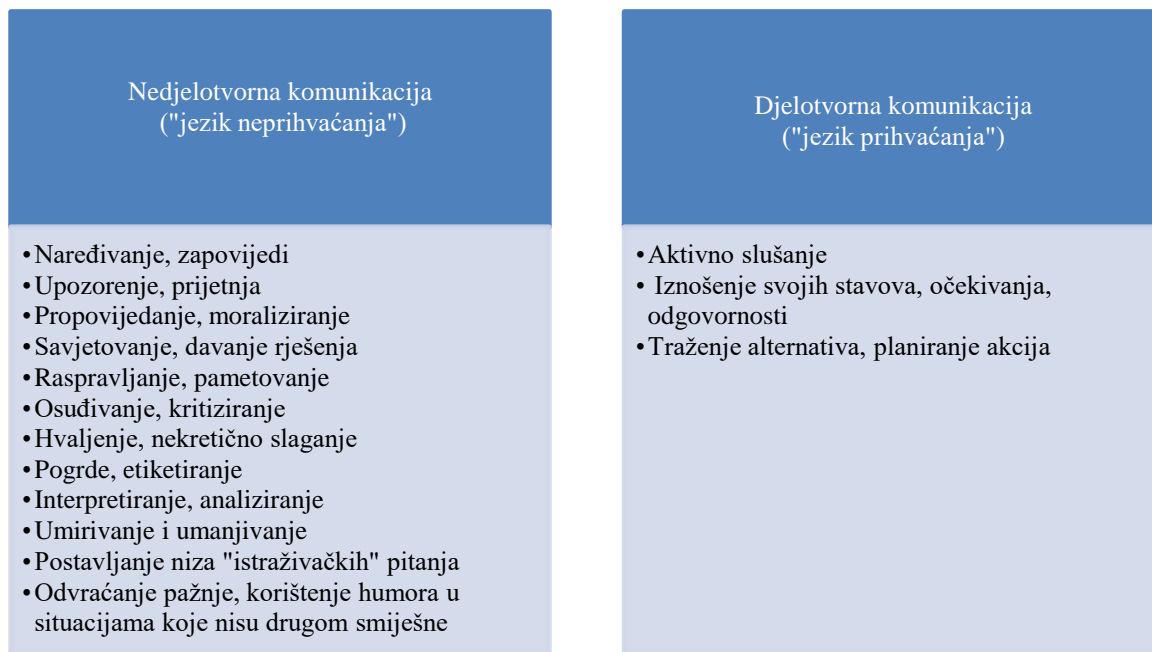 Nedjelotvorna komunikacija
("jezik neprihvaćanja")
• Naređivanje, zapovijedi
• Upozorenje, prijetnja
• Propovijedanje, moraliziranje
• Savjetovanje, davanje rješenja
• Raspravljanje, pametovanje
• Osuđivanje, kritiziranje
• Hvaljenje, nekretično slaganje
• Pogrde, etiketiranje
• Interpretiranje, analiziranje
• Umirivanje i umanjivanje
• Postavljanje niza "istraživačkih" pitanja
• Odvraćanje pažnje, korištenje humora u
situacijama koje nisu drugom smiješne
Djelotvorna komunikacija
("jezik prihvaćanja")
• Aktivno slušanje
• Iznošenje svojih stavova, očekivanja,
odgovornosti
• Traženje alternativa, planiranje akcija